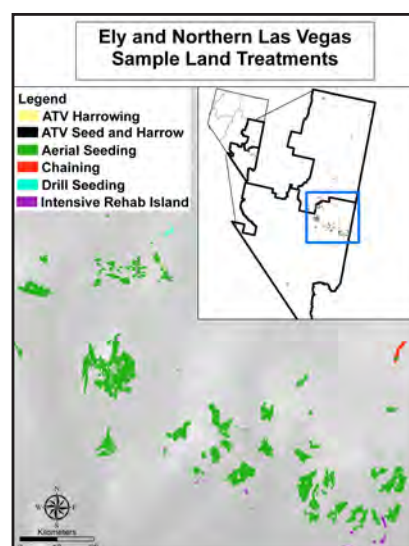 Ely and Northern Las Vegas
Sample Land Treatments
Legend
ATV Harrowing
ATV Seed and Harrow
Aerial Seeding
Chaining
Drill Seeding
Intensive Rehab Island
N
W
E
S
Kilometers